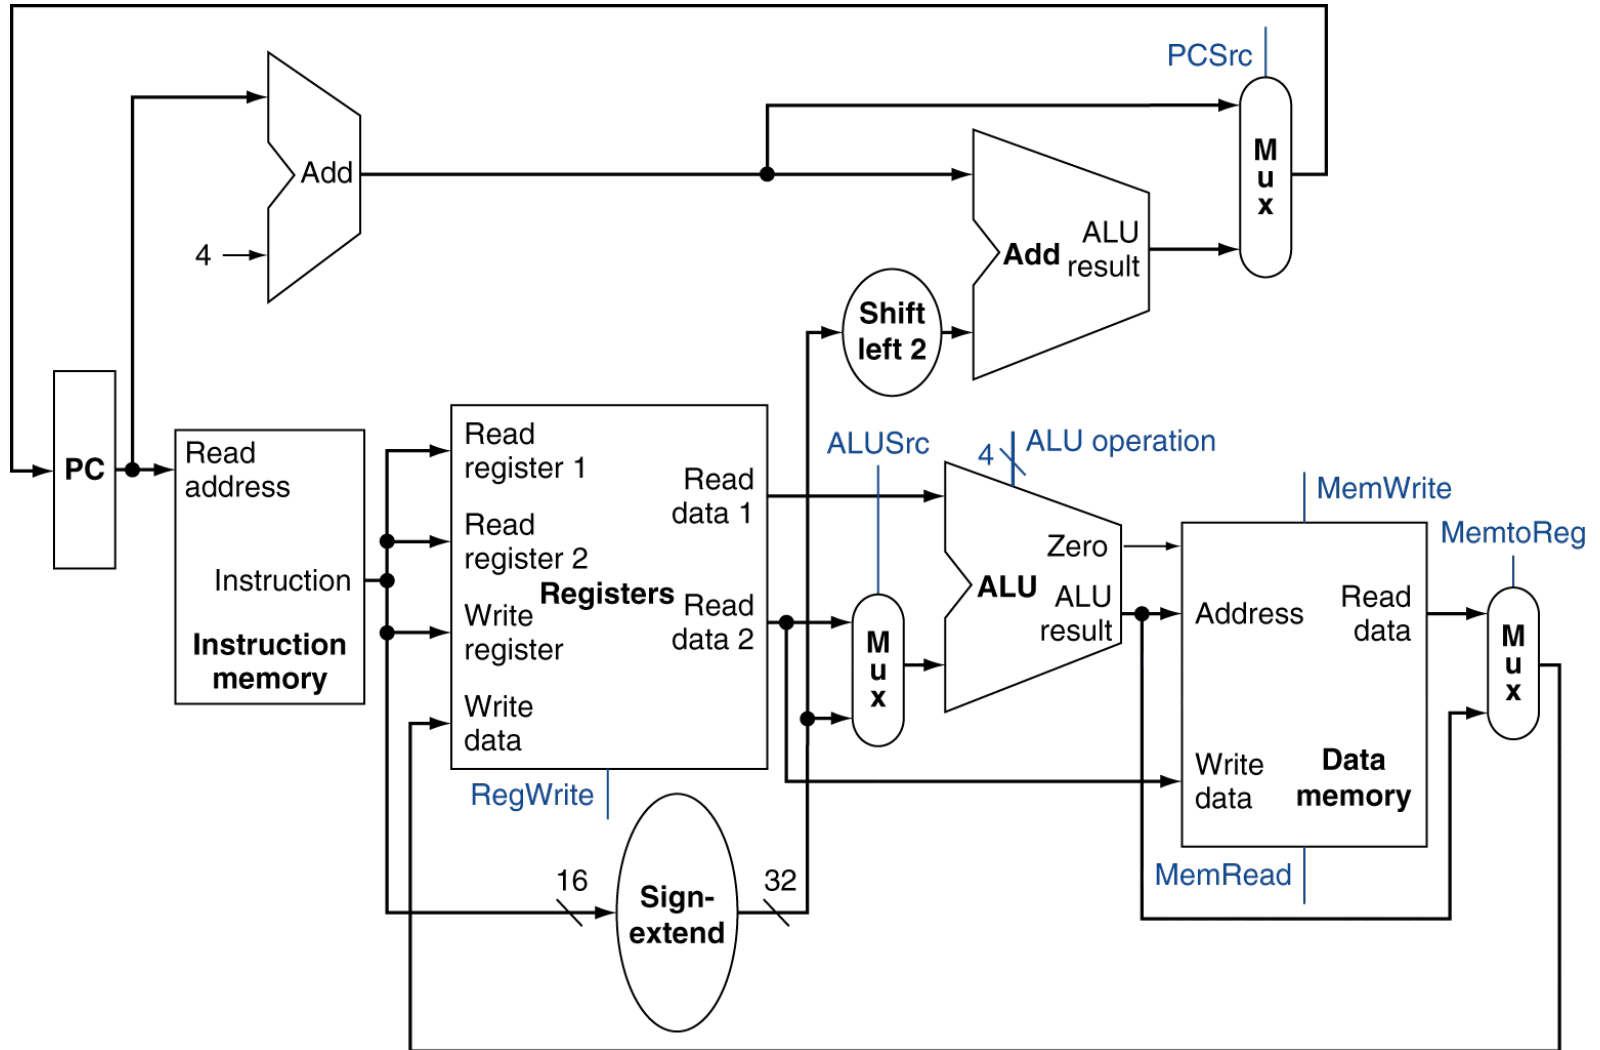 PCSrc
M
u
x
Add
ALU
Add result
4
Shift
left 2
PC
Read
address
Instruction
Instruction
memory
Read
register 1
Read
register 2
Write
register
Write
data
Registers
Read
data 1
Read
data 2
RegWrite
16
Sign-
extend
32
ALUSrc
M
u
x
4
ALU operation
Zero
ALU
ALU
result
MemWrite
Address
Read
data
Write
data
Data
memory
MemRead
MemtoReg
M
u
x